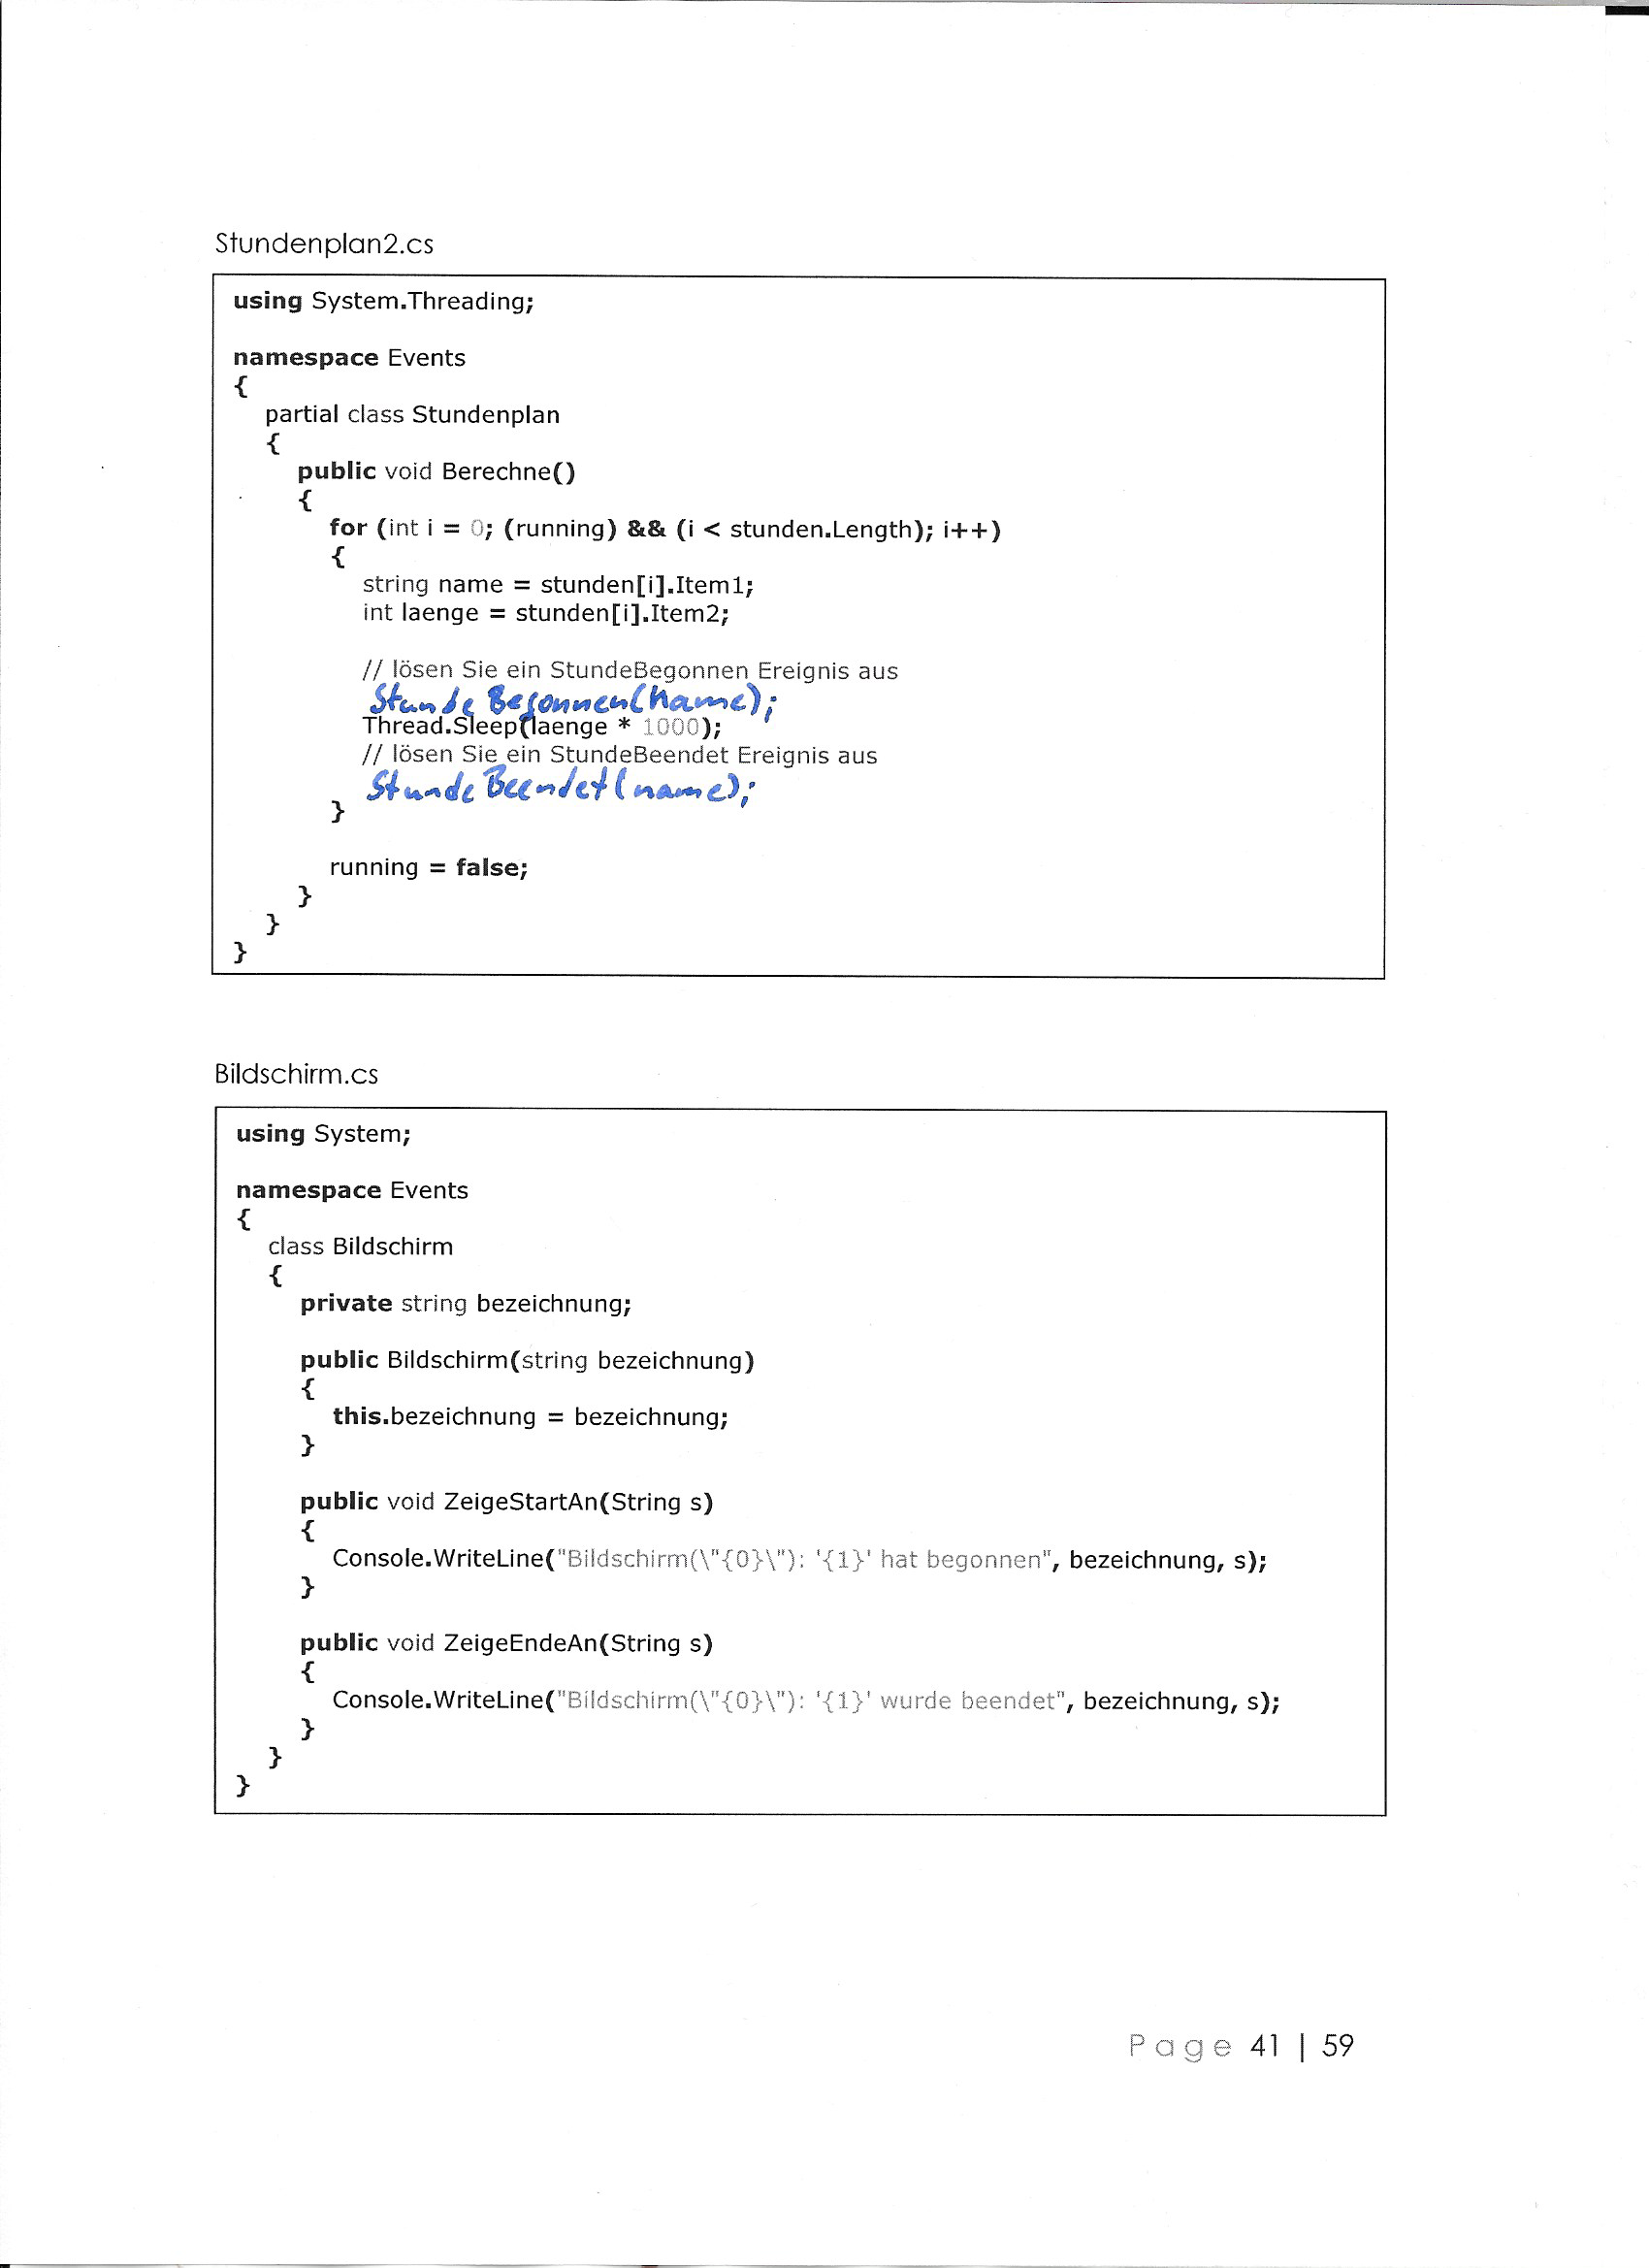 Stundenplan2.cs
using System.Threading;
namespace Events
{
partial class Stundenplan
{
public void Berechne()
{
for (int i = 0; (running) && (i < stunden.Length); i++)
{
string name = stunden[i].Item1;
int laenge = stunden[i].Item2;
// lösen Sie ein StundeBegonnen Ereignis aus
StundeBegonnen(name);
Thread.Sleep(laenge * 1000);
// lösen Sie ein StundeBeendet Ereignis aus
StundeBeendet(name);
}
running = false;
}
}
}
Bildschirm.cs
using System;
namespace Events
{
class Bildschirm
{
private string bezeichnung;
public Bildschirm(string bezeichnung)
{
this.bezeichnung = bezeichnung;
}
public void ZeigeStartAn(String s)
{
Console.WriteLine("Bildschirm(\"{0}\"): '{1}' hat begonnen", bezeichnung, s);
}
public void ZeigeEndeAn(String s)
{
Console.WriteLine("Bildschirm(\"{0}\"): '{1}' wurde beendet", bezeichnung, s);
}
}
}
Page 41 | 59